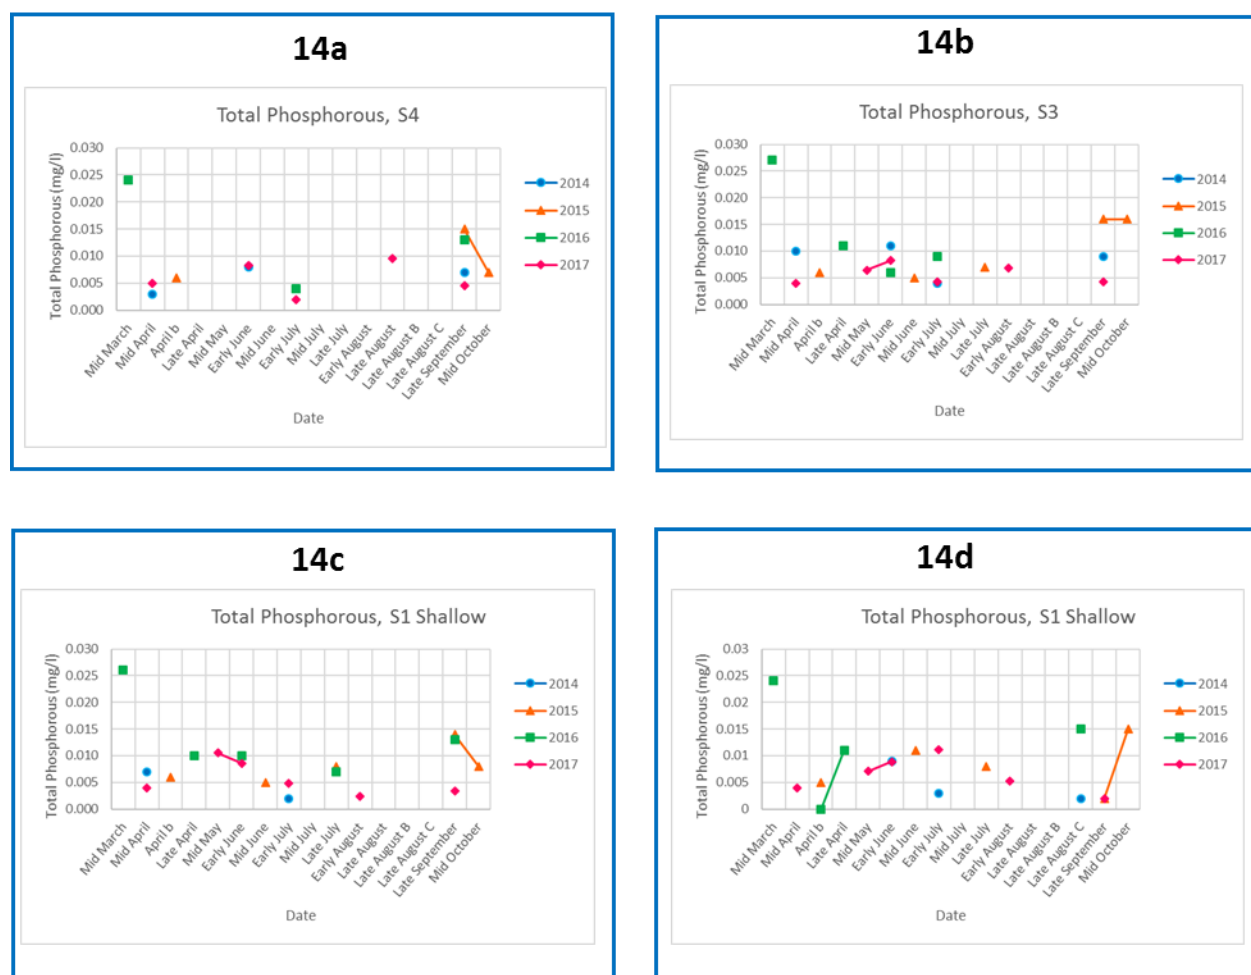 14a
Total Phosphorous, S4
Total Phosphorous (mg/l)
0.030
0.025
0.020
0.015
0.010
0.005
0.000
Mid March
Mid April
April b
Late April
Mid May
Early June
Mid June
Early July
Mid July
Late July
Early August
Late August
Late August B
Late August C
Late September
Mid October
Date
2014
2015
2016
2017
14b
Total Phosphorous, S3
Total Phosphorous (mg/l)
0.030
0.025
0.020
0.015
0.010
0.005
0.000
Mid March
Mid April
April b
Late April
Mid May
Early June
Mid June
Early July
Mid July
Late July
Early August
Late August
Late August B
Late August C
Late September
Mid October
Date
2014
2015
2016
2017
14c
Total Phosphorous, S1 Shallow
Total Phosphorous (mg/l)
0.030
0.025
0.020
0.015
0.010
0.005
0.000
Mid March
Mid April
April b
Late April
Mid May
Early June
Mid June
Early July
Mid July
Late July
Early August
Late August
Late August B
Late August C
Late September
Mid October
Date
2014
2015
2016
2017
14d
Total Phosphorous, S1 Shallow
Total Phosphorous (mg/l)
0.03
0.025
0.02
0.015
0.01
0.005
0
Mid March
Mid April
April b
Late April
Mid May
Early June
Mid June
Early July
Mid July
Late July
Early August
Late August
Late August B
Late August C
Late September
Mid October
Date
2014
2015
2016
2017